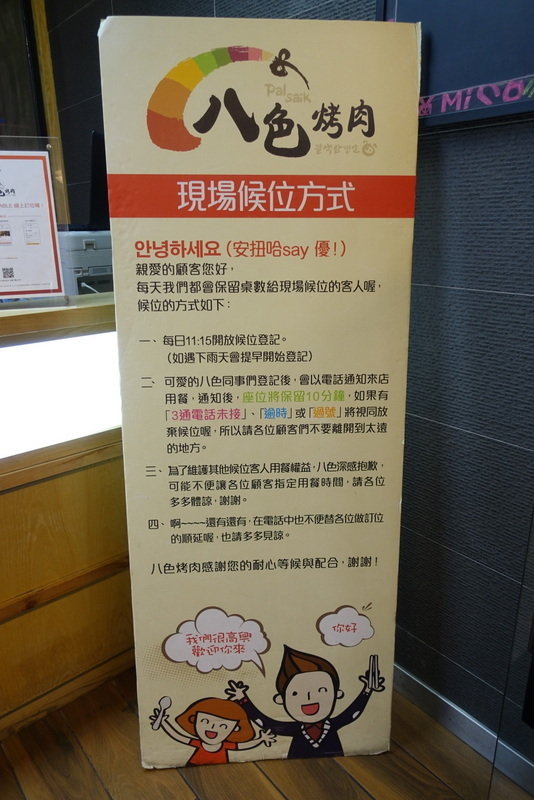 Pal
saik
八色烤肉
現場候位方式
안녕하세요 (安扭哈say 優!)
親愛的顧客您好，
每天我們都會保留桌數給現場候位的客人喔，
候位的方式如下：
一、每日11:15開放候位登記。
(如遇下雨天會提早開始登記)
二、可愛的八色同事們登記後，會以電話通知來店
用餐，通知後，座位將保留10分鐘，如果有
「3通電話未接」、「逾時」或「過號」將視同放
棄候位喔，所以請各位顧客們不要離開到太遠
的地方。
三、為了維護其他候位客人用餐權益，八色深感抱歉，
可能不便讓各位顧客指定用餐時間，請各位
多多體諒，謝謝。
四、啊~~~~還有還有，在電話中也不便替各位做訂位
的順延喔，也請多多見諒。
八色烤肉感謝您的耐心等候與配合，謝謝！
我們很高興
歡迎你來
你好
烤肉